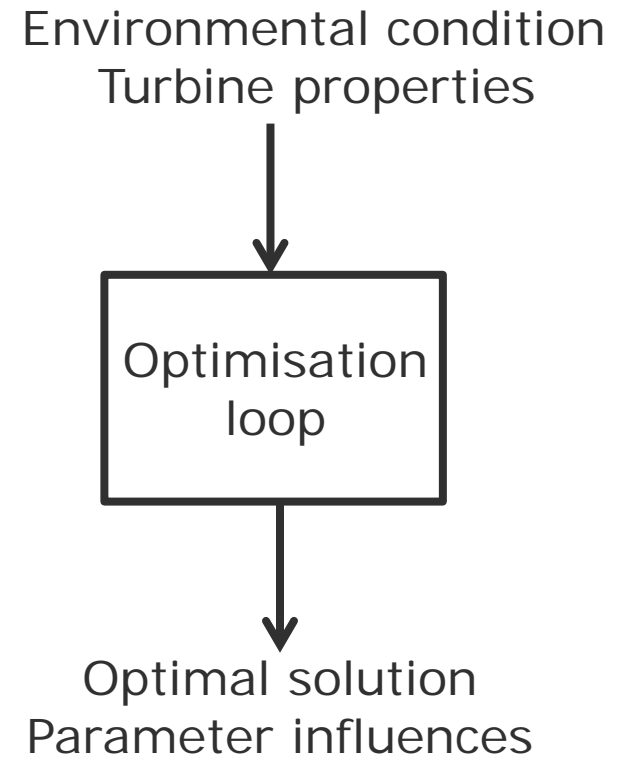 Environmental condition
Turbine properties
Optimisation
loop
Optimal solution
Parameter influences